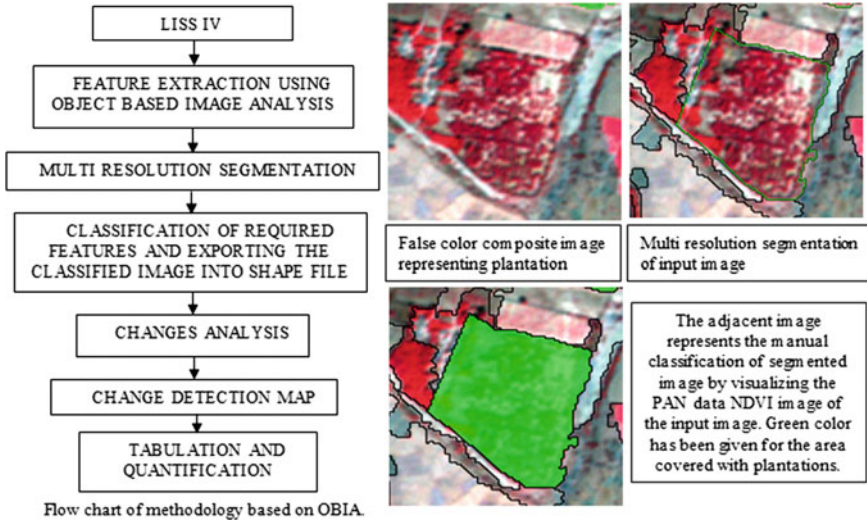 LISS IV
FEATURE EXTRACTION USING
OBJECT BASED IMAGE ANALYSIS
MULTI RESOLUTION SEGMENTATION
CLASSIFICATION OF REQUIRED
FEATURES AND EXPORTING THE
CLASSIFIED IMAGE INTO SHAPE FILE
CHANGES ANALYSIS
CHANGE DETECTION MAP
TABULATION AND
QUANTIFICATION
Flow chart of methodology based on OBIA.
False color composite image
representing plantation
Multi resolution segmentation
of input image
The adjacent image
represents the manual
classification of segmented
image by visualizing the
PAN data NDVI image of
the input image. Green color
has been given for the area
covered with plantations.